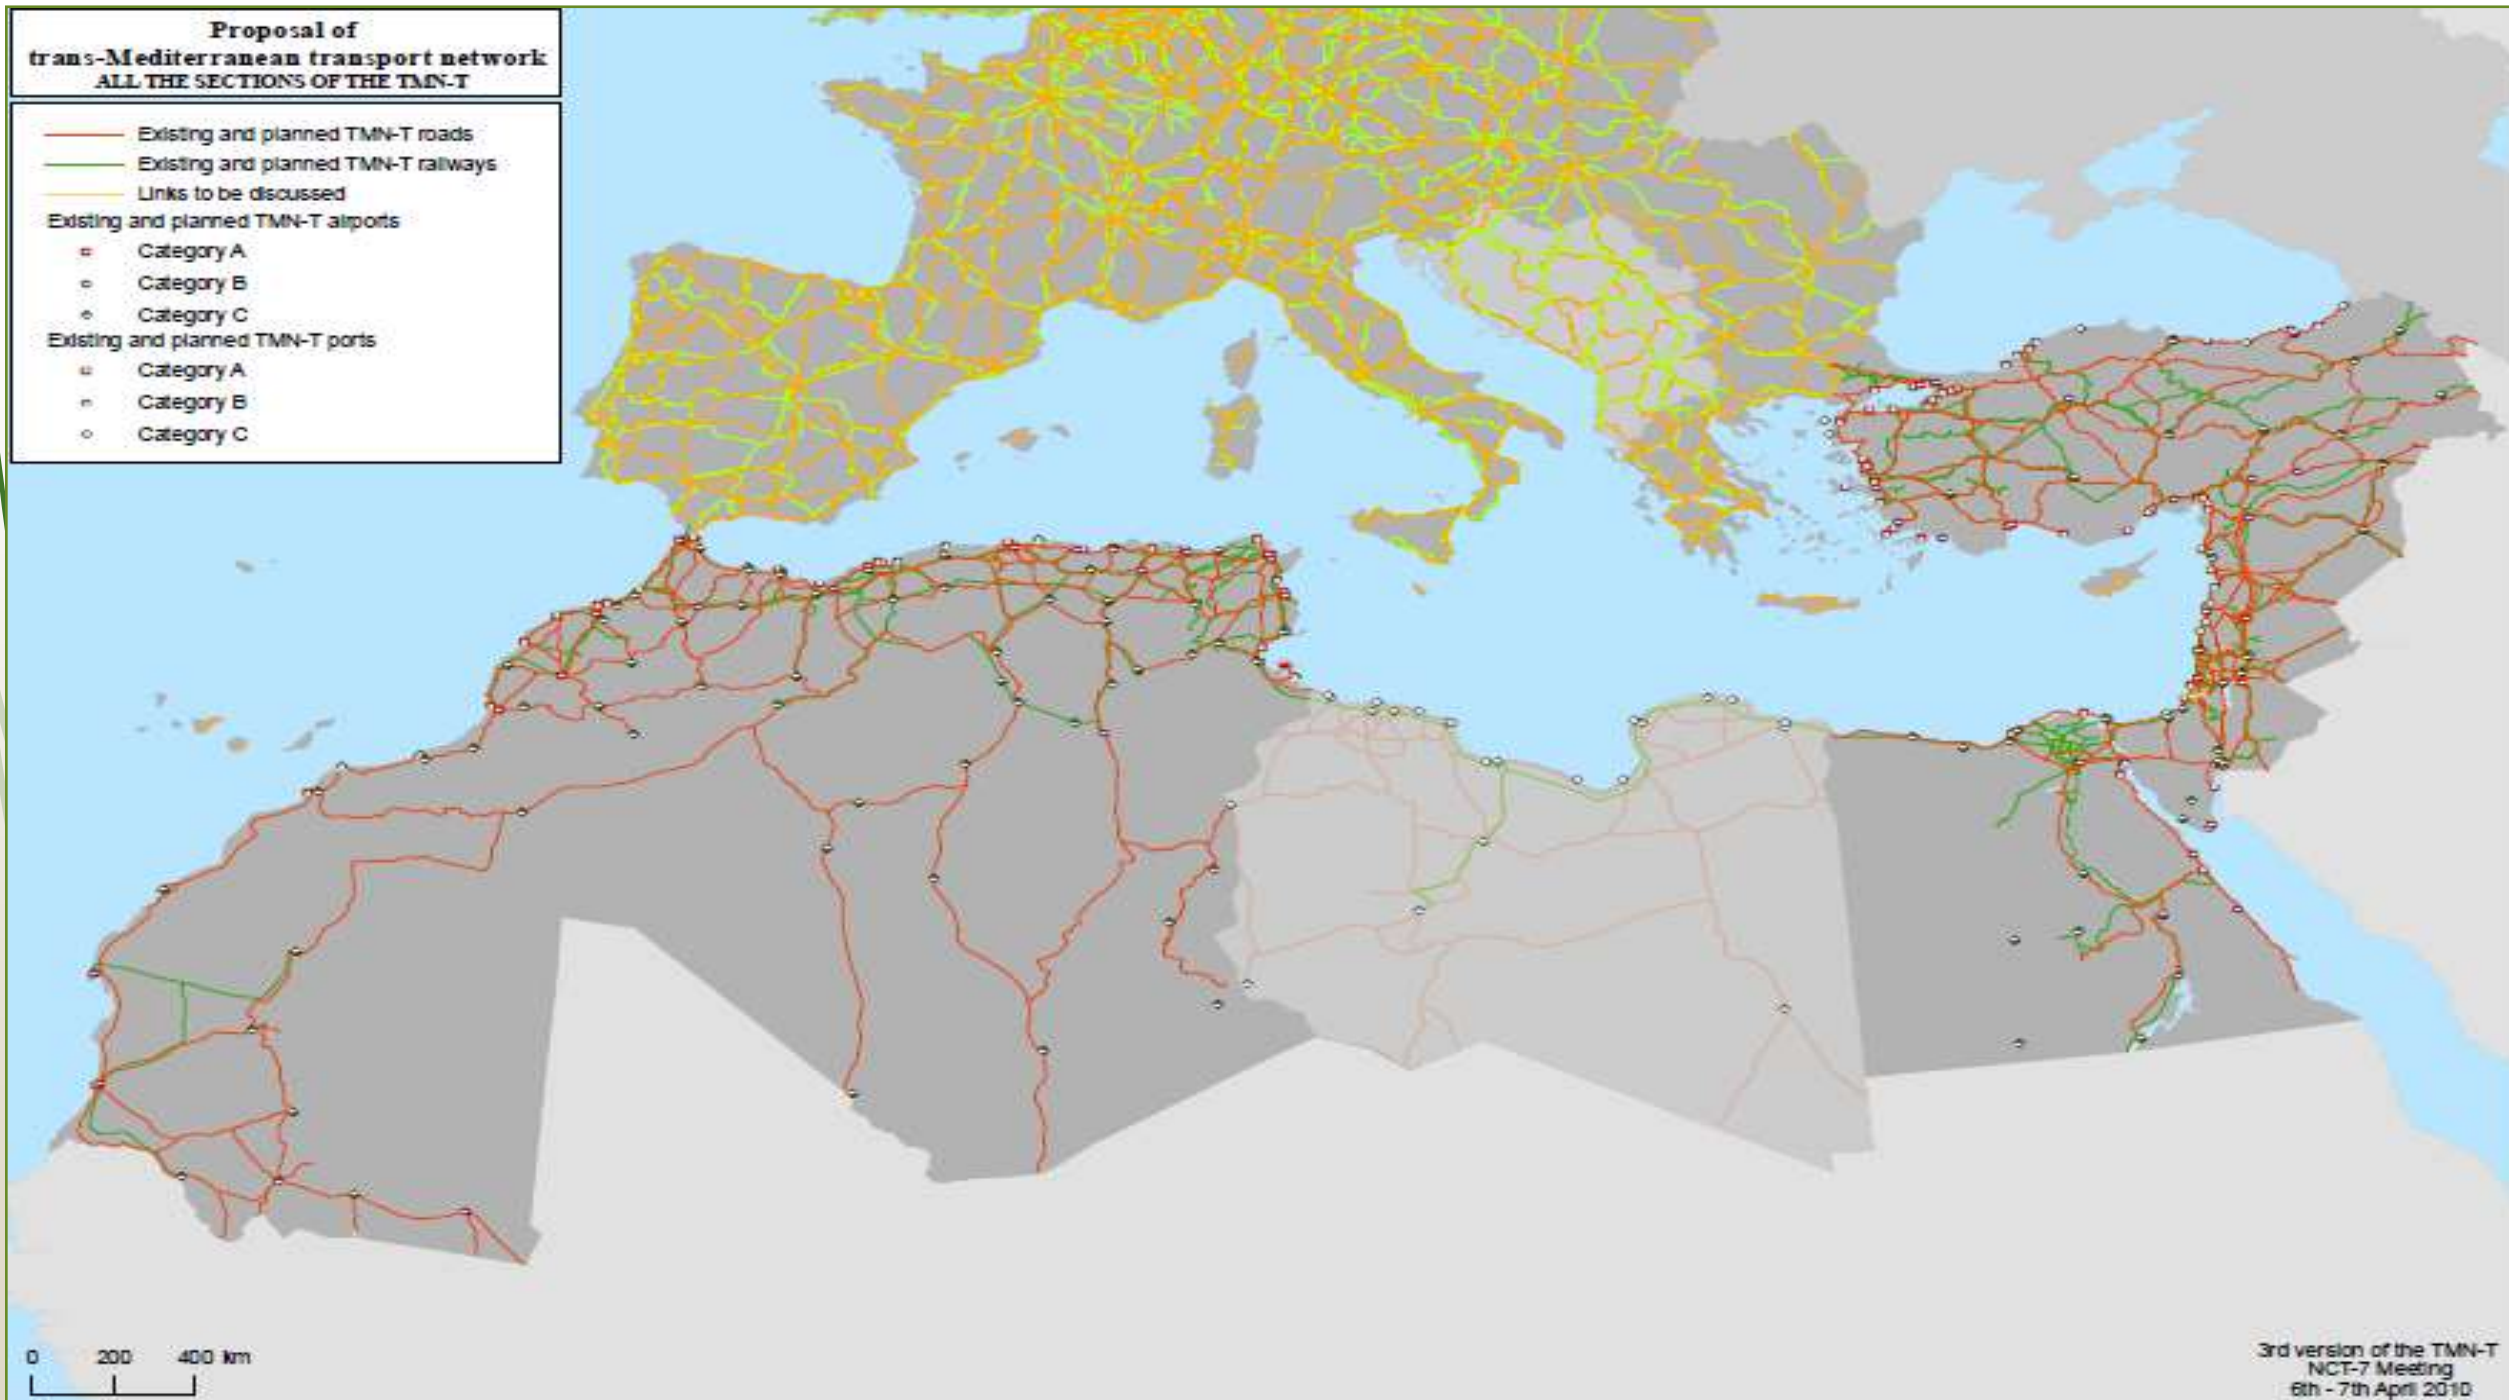 Proposal of
trans-Mediterranean transport network
ALL THE SECTIONS OF THE TMN-T
Existing and planned TMN-T roads
Existing and planned TMN-T railways
Links to be discussed
Existing and planned TMN-T airports
Category A
Category B
Category C
Existing and planned TMN-T ports
Category A
Category B
Category C
0 200 400 km
3rd version of the TMN-T
NCT-7 Meeting
6th - 7th April 2010